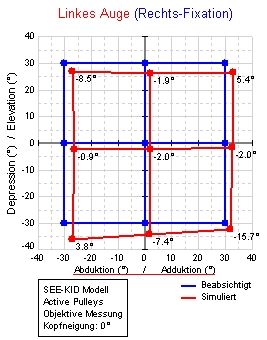 Linkes Auge (Rechts-Fixation)
40
30
20
10
0
-10
-20
-30
-40
Depression (°) / Elevation (°)
-8.5° -1.9° 5.4°
-0.9° -2.0° -2.0°
3.8° -7.4° -15.7°
-40 -30 -20 -10 0 10 20 30 40
Abduktion (°) / Adduktion (°)
SEE-KID Modell
Active Pulleys
Objektive Messung
Kopfneigung: 0°
Beabsichtigt
Simuliert